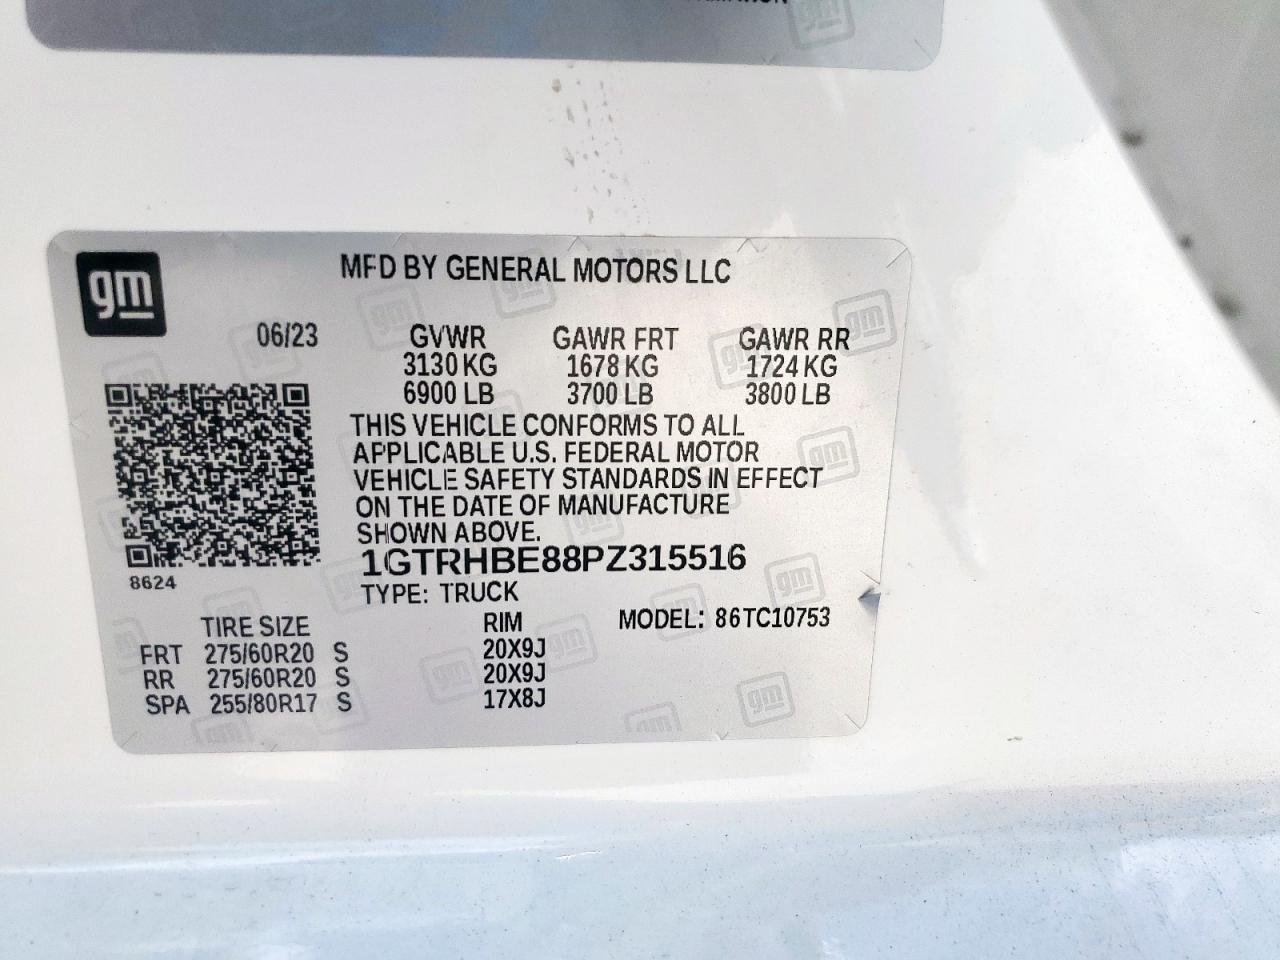 gm
MFD BY GENERAL MOTORS LLC
06/23 GVWR GAWR FRT GAWR RR
3130 KG 1678 KG 1724 KG
6900 LB 3700 LB 3800 LB
THIS VEHICLE CONFORMS TO ALL
APPLICABLE U.S. FEDERAL MOTOR
VEHICLE SAFETY STANDARDS IN EFFECT
ON THE DATE OF MANUFACTURE
SHOWN ABOVE.
1GTRHBE88PZ315516
8624
TYPE: TRUCK
TIRE SIZE RIM MODEL: 86TC10753
FRT 275/60R20 S 20X9J
RR 275/60R20 S 20X9J
SPA 255/80R17 S 17X8J